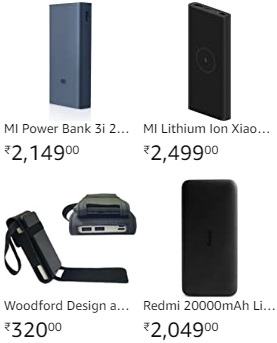 MI Power Bank 3i 2...
MI Lithium Ion Xiao...
₹2,149⁰⁰
₹2,499⁰⁰
Woodford Design a...
Redmi 20000mAh Li...
₹320⁰⁰
₹2,049⁰⁰